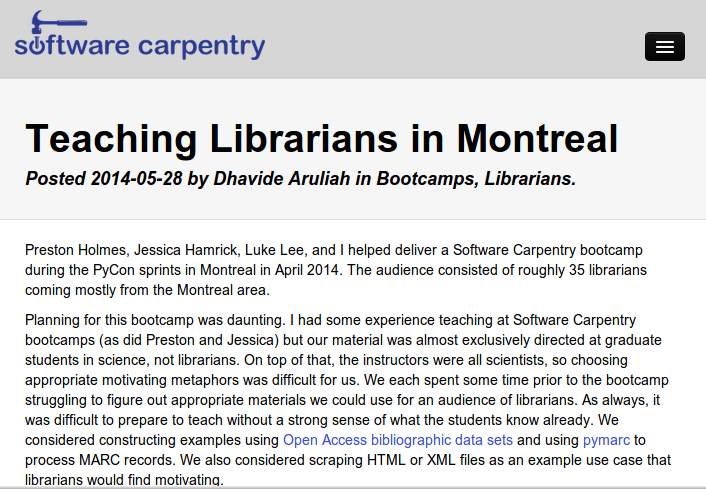 software carpentry
Teaching Librarians in Montreal
Posted 2014-05-28 by Dhavide Aruliah in Bootcamps, Librarians.
Preston Holmes, Jessica Hamrick, Luke Lee, and I helped deliver a Software Carpentry bootcamp
during the PyCon sprints in Montreal in April 2014. The audience consisted of roughly 35 librarians
coming mostly from the Montreal area.
Planning for this bootcamp was daunting. I had some experience teaching at Software Carpentry
bootcamps (as did Preston and Jessica) but our material was almost exclusively directed at graduate
students in science, not librarians. On top of that, the instructors were all scientists, so choosing
appropriate motivating metaphors was difficult for us. We each spent some time prior to the bootcamp
struggling to figure out appropriate materials we could use for an audience of librarians. As always, it
was difficult to prepare to teach without a strong sense of what the students know already. We
considered constructing examples using Open Access bibliographic data sets and using pymarc to
process MARC records. We also considered scraping HTML or XML files as an example use case that
librarians would find motivating.